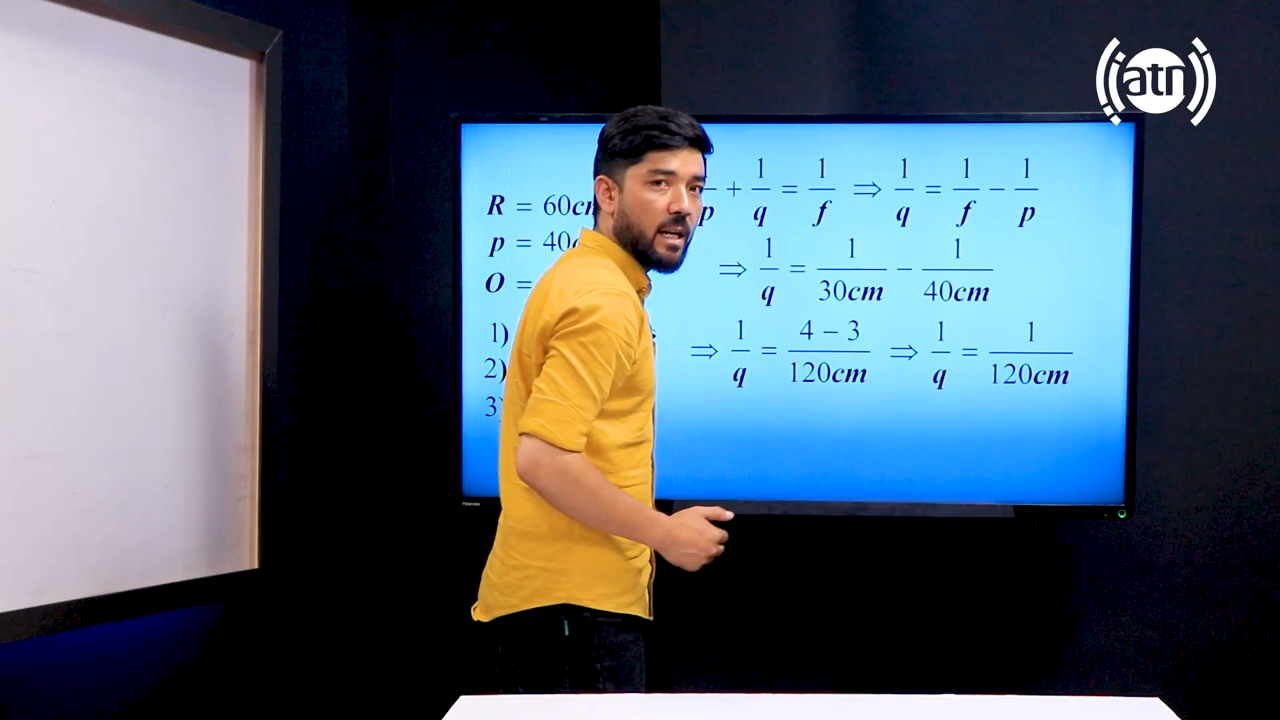 atn
R = 60cm
p = 40c
O =
1)
2)
3)
p + 1/q = 1/f ⇒ 1/q = 1/f − 1/p
⇒ 1/q = 1/30cm − 1/40cm
⇒ 1/q = 4 − 3/120cm ⇒ 1/q = 1/120cm